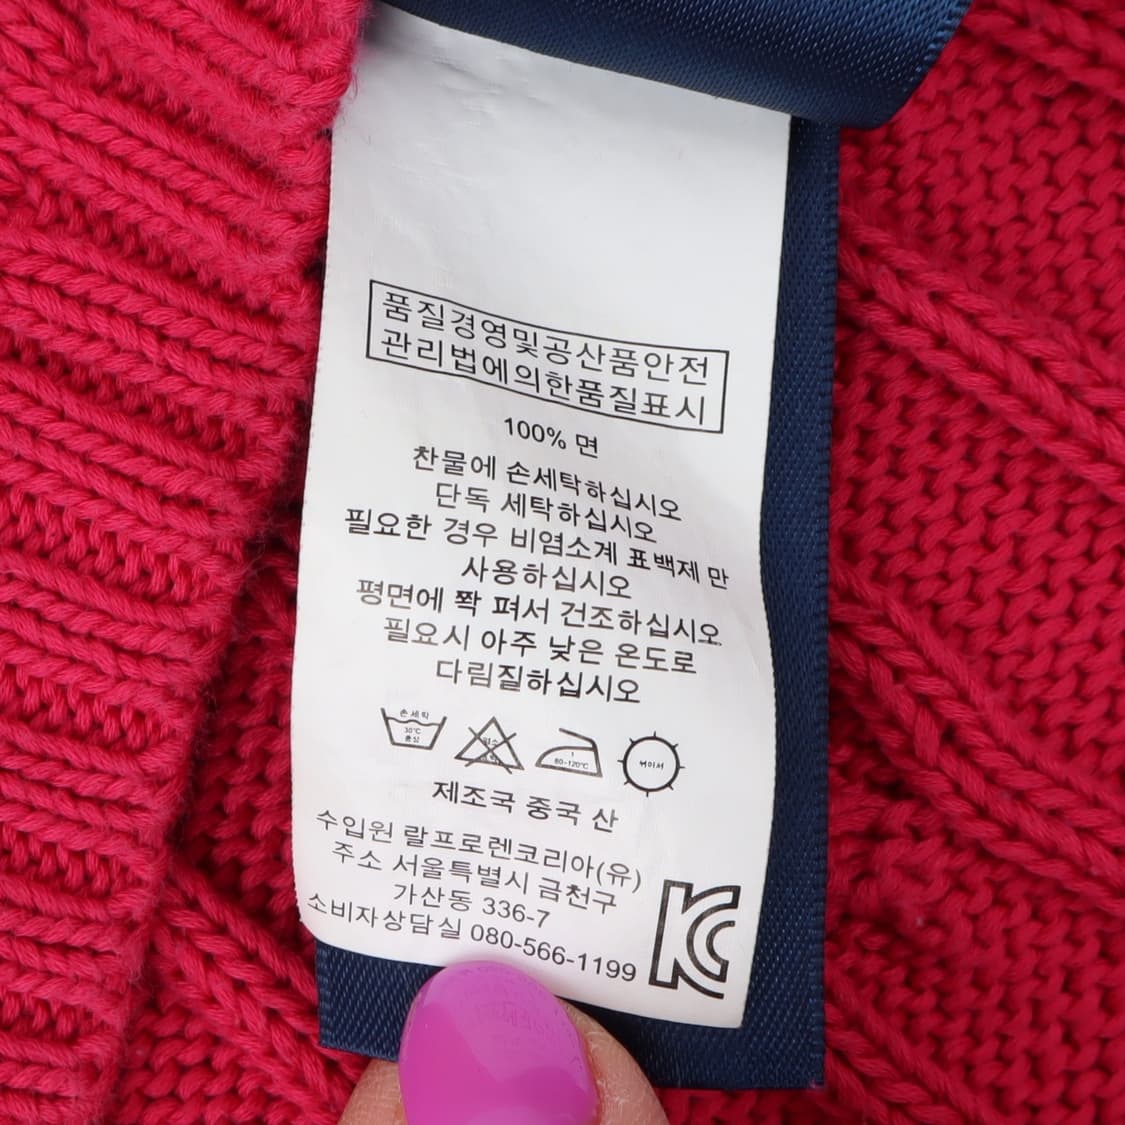 품질경영및공산품안전
관리법에의한품질표시
100% 면
찬물에 손세탁하십시오
단독 세탁하십시오
필요한 경우 비염소계 표백제 만
사용하십시오
평면에 쫙 펴서 건조하십시오
필요시 아주 낮은 온도로
다림질하십시오
손세탁
30°C
중성
염소
표백
1
80-120°C
뉘어서
제조국 중국 산
수입원 랄프로렌코리아(유)
주소 서울특별시 금천구
가산동 336-7
소비자상담실 080-566-1199
KC